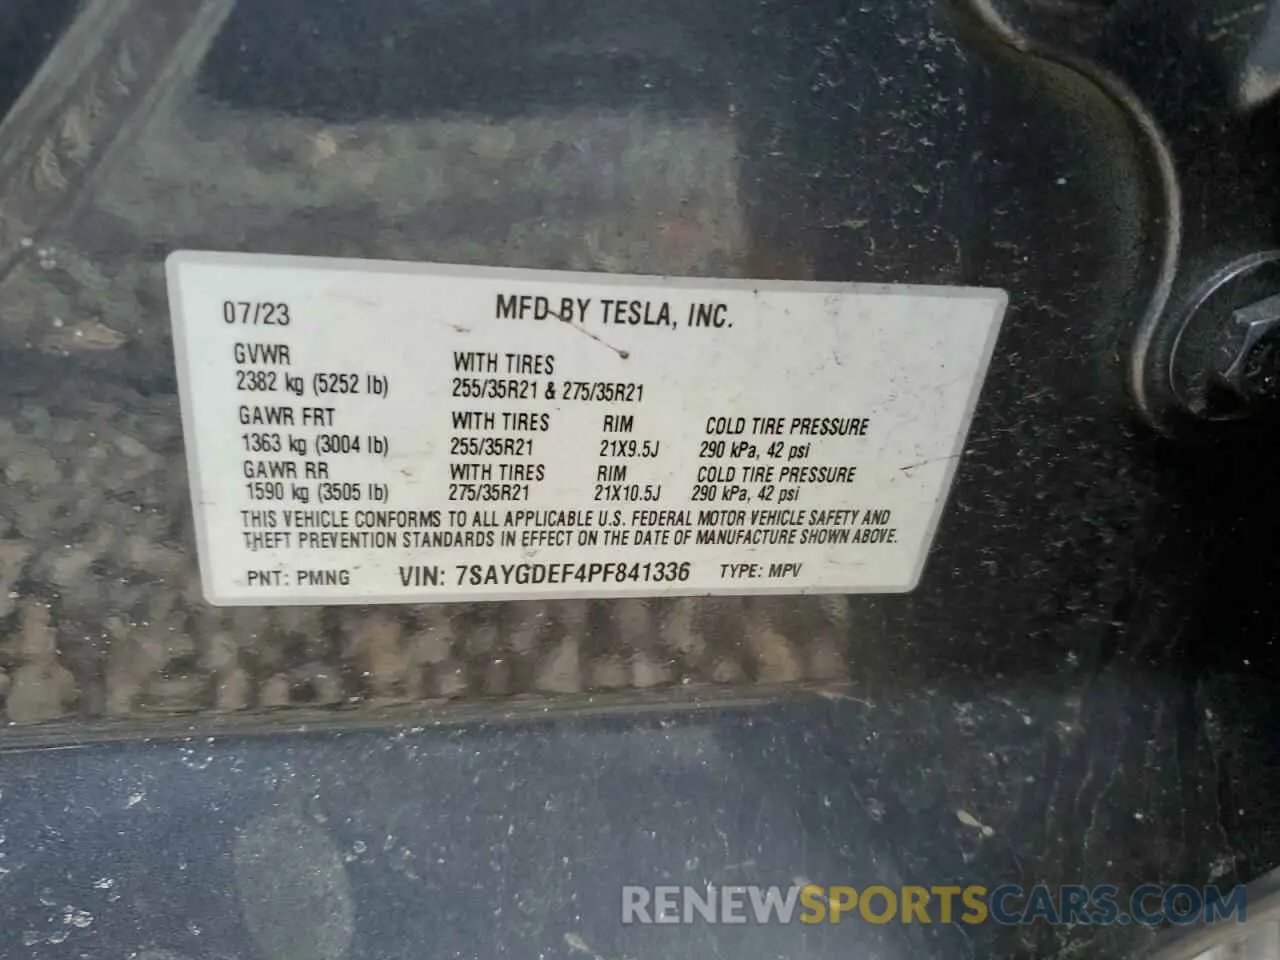 07/23 MFD BY TESLA, INC.
GVWR WITH TIRES
2382 kg (5252 lb) 255/35R21 & 275/35R21
GAWR FRT WITH TIRES RIM COLD TIRE PRESSURE
1363 kg (3004 lb) 255/35R21 21X9.5J 290 kPa, 42 psi
GAWR RR WITH TIRES RIM COLD TIRE PRESSURE
1590 kg (3505 lb) 275/35R21 21X10.5J 290 kPa, 42 psi
THIS VEHICLE CONFORMS TO ALL APPLICABLE U.S. FEDERAL MOTOR VEHICLE SAFETY AND
THEFT PREVENTION STANDARDS IN EFFECT ON THE DATE OF MANUFACTURE SHOWN ABOVE.
PNT: PMNG VIN: 7SAYGDEF4PF841336 TYPE: MPV
RENEWSPORTSCARS.COM